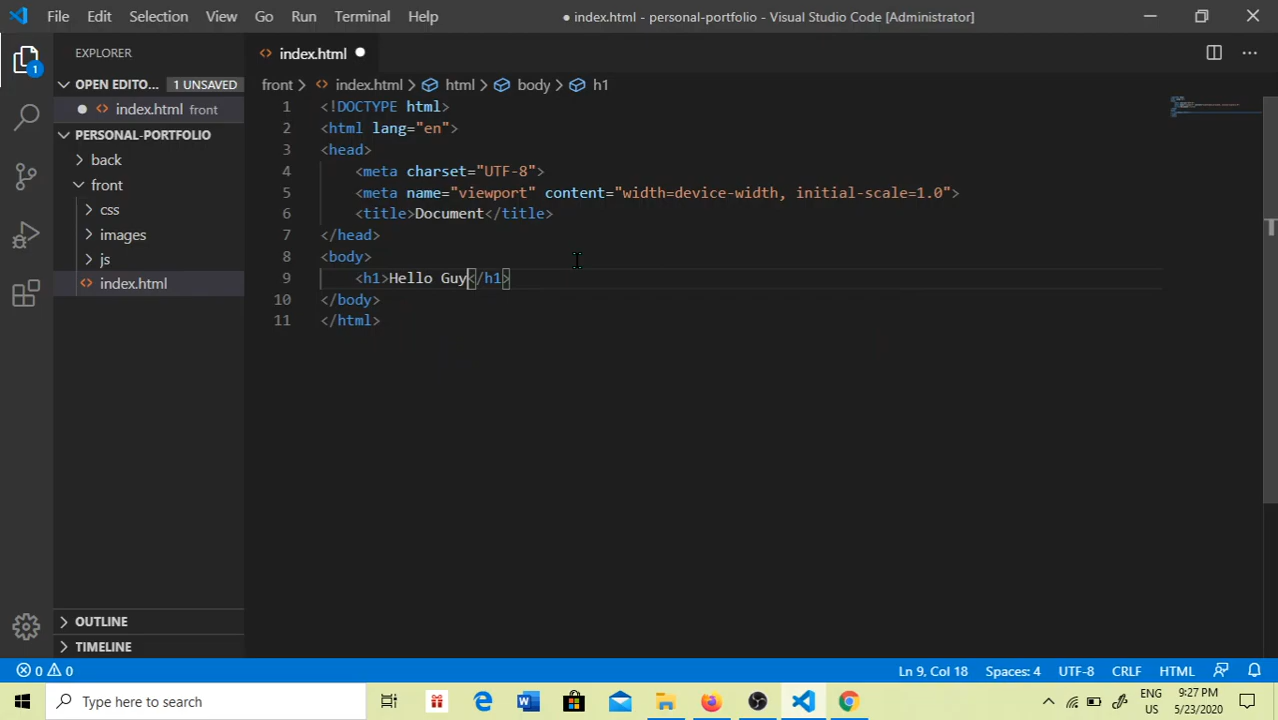 File Edit Selection View Go Run Terminal Help
● index.html - personal-portfolio - Visual Studio Code [Administrator]
EXPLORER
index.html
1
OPEN EDITO... 1 UNSAVED
index.html front
PERSONAL-PORTFOLIO
back
front
css
images
js
index.html
OUTLINE
TIMELINE
front > index.html > html > body > h1
1 <!DOCTYPE html>
2 <html lang="en">
3 <head>
4 <meta charset="UTF-8">
5 <meta name="viewport" content="width=device-width, initial-scale=1.0">
6 <title>Document</title>
7 </head>
8 <body>
9 <h1>Hello Guy</h1>
10 </body>
11 </html>
0 0
Ln 9, Col 18 Spaces: 4 UTF-8 CRLF HTML
Type here to search
ENG
US
9:27 PM
5/23/2020